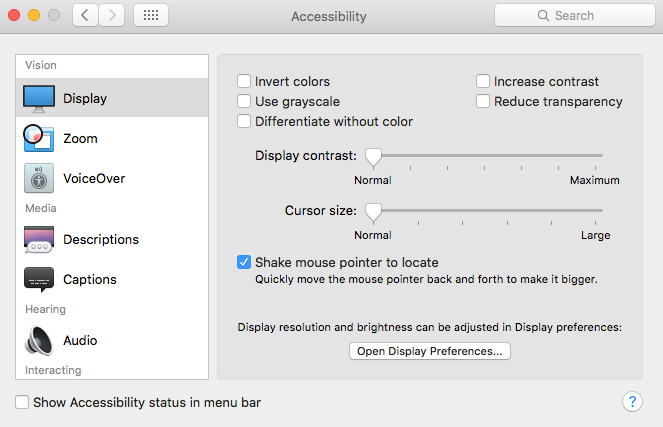 Accessibility
Search
Vision
Display
Zoom
VoiceOver
Media
Descriptions
Captions
Hearing
Audio
Interacting
Invert colors
Increase contrast
Use grayscale
Reduce transparency
Differentiate without color
Display contrast:
Normal
Maximum
Cursor size:
Normal
Large
Shake mouse pointer to locate
Quickly move the mouse pointer back and forth to make it bigger.
Display resolution and brightness can be adjusted in Display preferences:
Open Display Preferences...
Show Accessibility status in menu bar
?